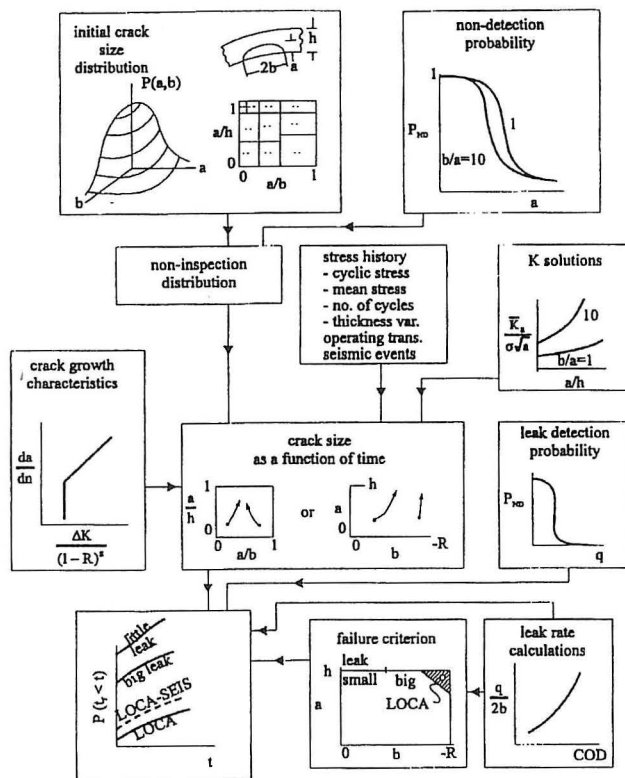 initial crack
size
distribution
P(a,b)
a
b
h
a
2b
1
a/h
0
0
a/b
1
non-detection
probability
1
P_ND
1
b/a=10
a
non-inspection
distribution
stress history
- cyclic stress
- mean stress
- no. of cycles
- thickness var.
operating trans.
seismic events
K solutions
K̅_a
σ√a
10
b/a=1
a/h
crack growth
characteristics
da
dn
ΔK
(1-R)^s
crack size
as a function of time
1
a
h
0
0
a/b
1
or
h
a
0
0
b
-R
leak detection
probability
P_ND
q
little
leak
big leak
LOCA-SEIS
LOCA
P (t_f < t)
t
failure criterion
h
leak
small
big
a
LOCA
0
b
-R
leak rate
calculations
q
2b
COD